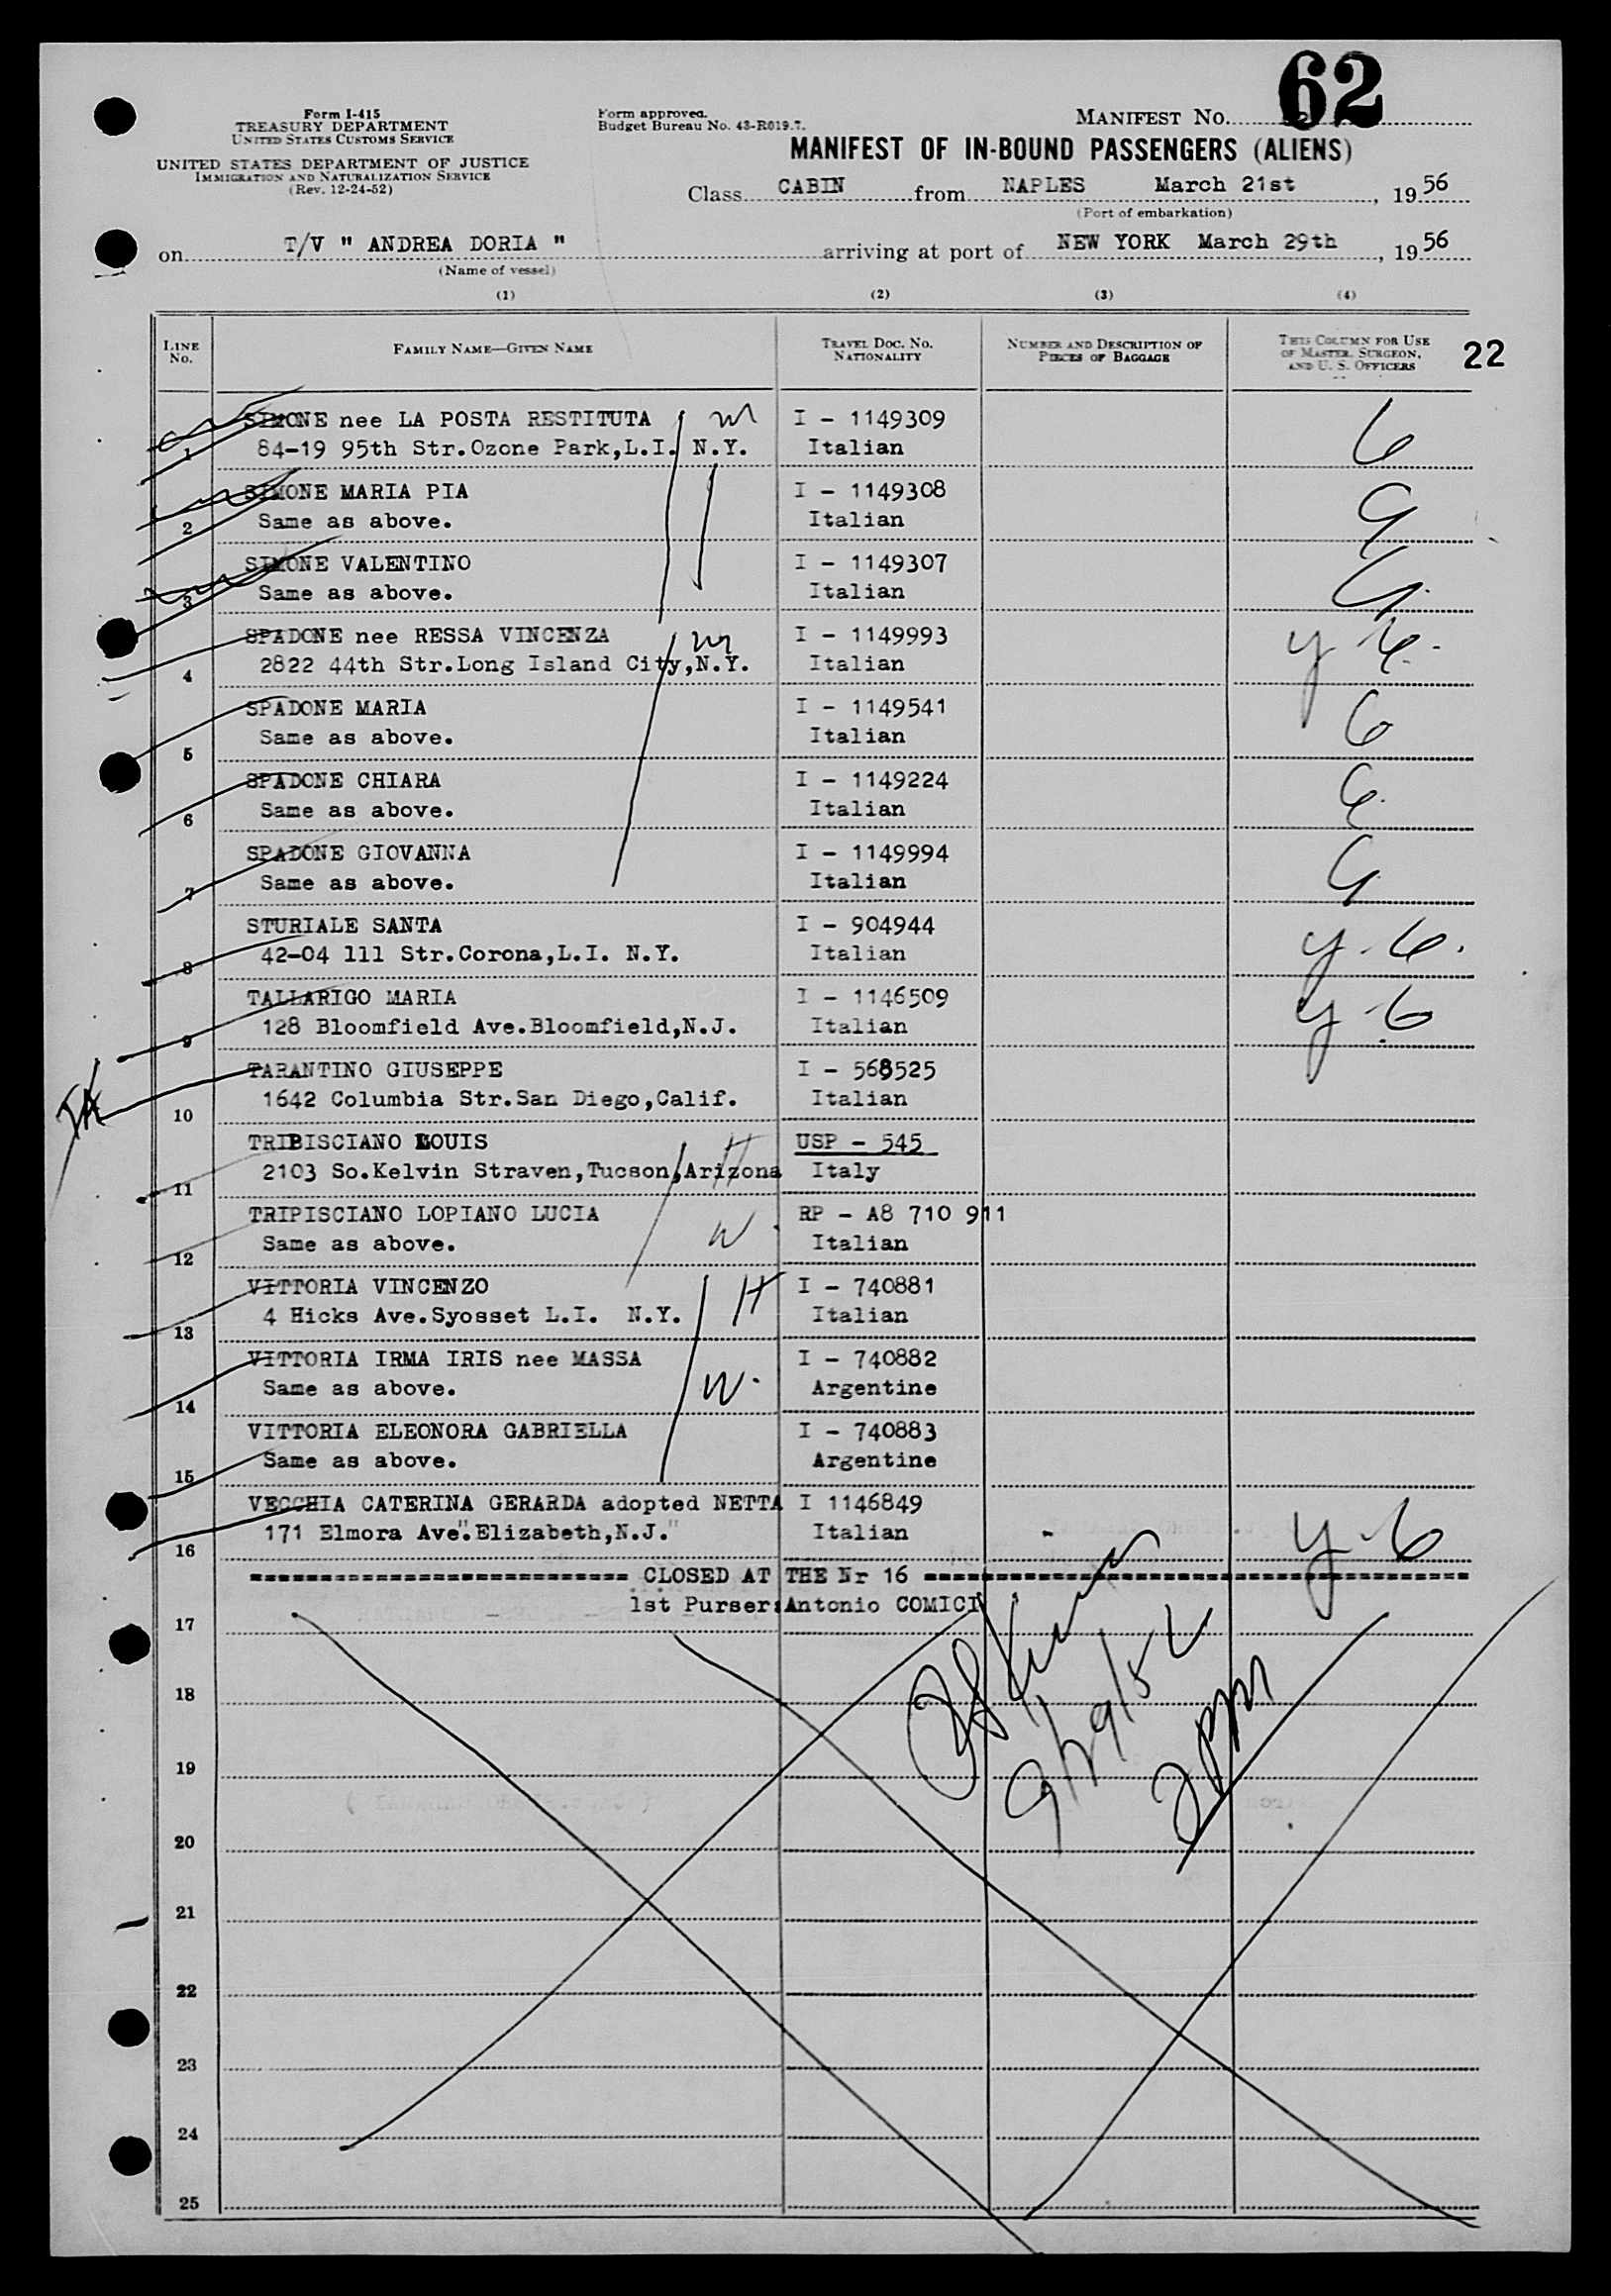 62
Form I-415
TREASURY DEPARTMENT
UNITED STATES CUSTOMS SERVICE
UNITED STATES DEPARTMENT OF JUSTICE
IMMIGRATION AND NATURALIZATION SERVICE
(Rev. 12-24-52)
Form approved.
Budget Bureau No. 43-R019.7.
MANIFEST NO.
MANIFEST OF IN-BOUND PASSENGERS (ALIENS)
Class CABIN from NAPLES March 21st, 1956
(Port of embarkation)
on T/V " ANDREA DORIA " arriving at port of NEW YORK March 29th, 1956
(Name of vessel)
(1) (2) (3) (4)
LINE NO. FAMILY NAME—GIVEN NAME TRAVEL DOC. NO. NATIONALITY NUMBER AND DESCRIPTION OF PIECES OF BAGGAGE THIS COLUMN FOR USE OF MASTER, SURGEON, AND U. S. OFFICERS 22
SIMONE nee LA POSTA RESTITUTA m I - 1149309
1 84-19 95th Str.Ozone Park,L.I. N.Y. Italian 6
SIMONE MARIA PIA I - 1149308
2 Same as above. Italian
SIMONE VALENTINO I - 1149307
3 Same as above. Italian
SPADONE nee RESSA VINCENZA m I - 1149993
4 2822 44th Str.Long Island City,N.Y. Italian y
SPADONE MARIA I - 1149541
5 Same as above. Italian 6
SPADONE CHIARA I - 1149224
6 Same as above. Italian
SPADONE GIOVANNA I - 1149994
7 Same as above. Italian
STURIALE SANTA I - 904944
8 42-04 111 Str.Corona,L.I. N.Y. Italian y - 6.
TALLARIGO MARIA I - 1146509
9 128 Bloomfield Ave.Bloomfield,N.J. Italian y - 6
TARANTINO GIUSEPPE I - 568525
10 1642 Columbia Str.San Diego,Calif. Italian
TRIPISCIANO LOUIS H USP - 545
11 2103 So.Kelvin Straven,Tucson,Arizona Italy
TRIPISCIANO LOPIANO LUCIA W RP - A8 710 911
12 Same as above. Italian
VITTORIA VINCENZO H I - 740881
13 4 Hicks Ave.Syosset L.I. N.Y. Italian
VITTORIA IRMA IRIS nee MASSA I - 740882
14 Same as above. W. Argentine
VITTORIA ELEONORA GABRIELLA I - 740883
15 Same as above. Argentine
VECCHIA CATERINA GERARDA adopted NETTA I 1146849
16 171 Elmora Ave".Elizabeth,N.J." Italian y - 6
CLOSED AT THE Nr 16
1st Purser:Antonio COMICI
17
18
19
20
21
22
23
24
25